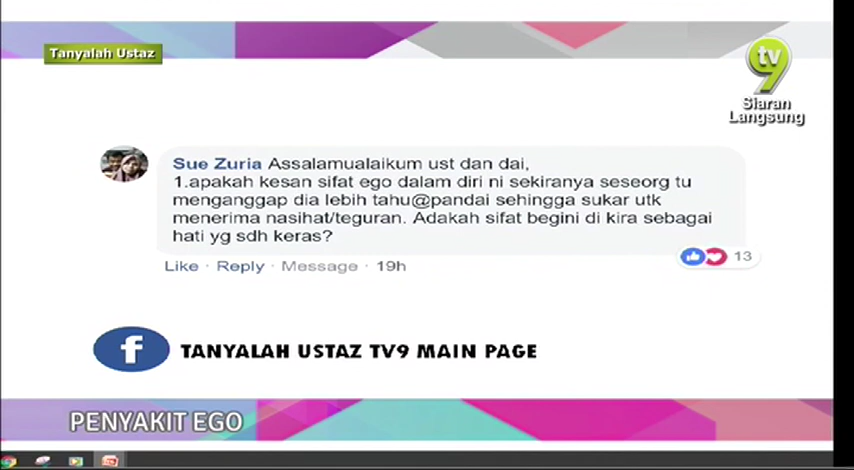 Tanyalah Ustaz
tv
9
Siaran
Langsung
Sue Zuria Assalamualaikum ust dan dai,
1.apakah kesan sifat ego dalam diri ni sekiranya seseorg tu
menganggap dia lebih tahu@pandai sehingga sukar utk
menerima nasihat/teguran. Adakah sifat begini di kira sebagai
hati yg sdh keras?
Like · Reply · Message · 19h
13
f
TANYALAH USTAZ TV9 MAIN PAGE
PENYAKIT EGO